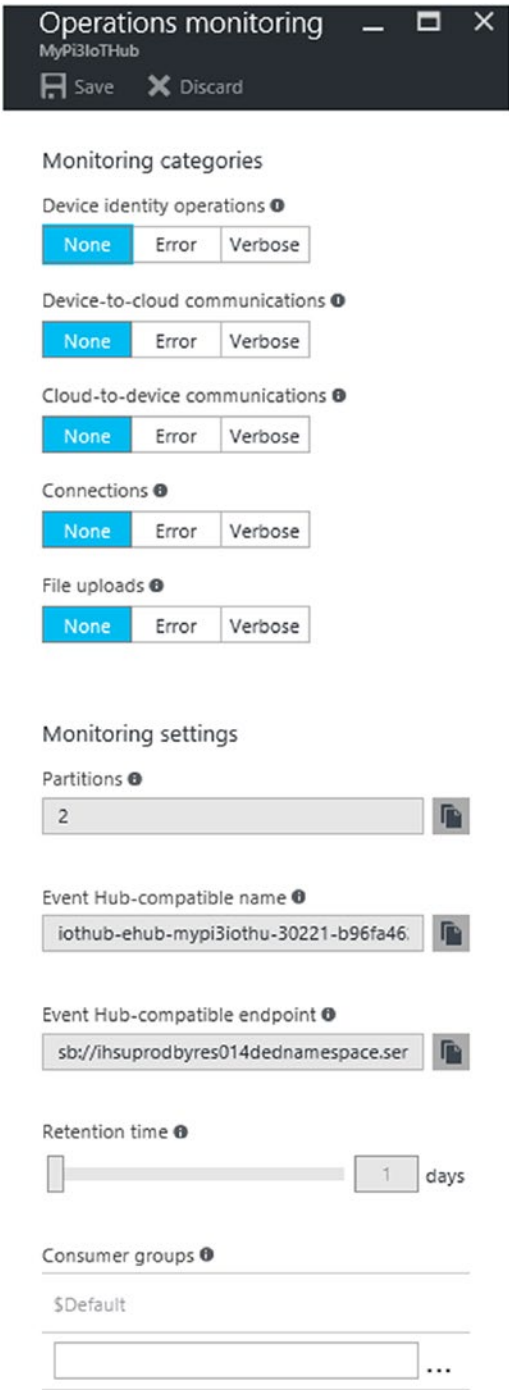 Operations monitoring
MyPi3IoTHub
Save Discard
Monitoring categories
Device identity operations
None Error Verbose
Device-to-cloud communications
None Error Verbose
Cloud-to-device communications
None Error Verbose
Connections
None Error Verbose
File uploads
None Error Verbose
Monitoring settings
Partitions
2
Event Hub-compatible name
iothub-ehub-mypi3iothu-30221-b96fa46
Event Hub-compatible endpoint
sb://ihsuprodbyres014dednamespace.ser
Retention time
1 days
Consumer groups
$Default
...